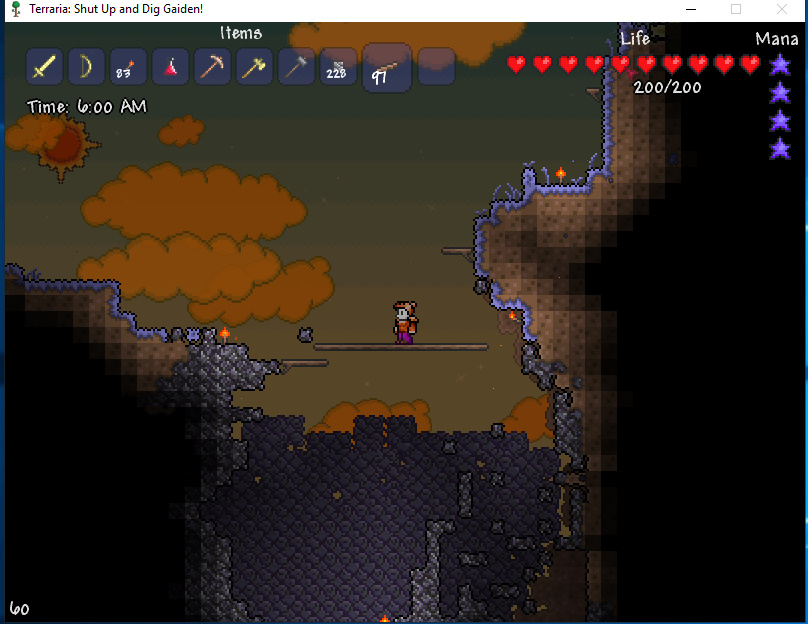 Terraria: Shut Up and Dig Gaiden!
Items
Life
Mana
83
228
97
200/200
Time: 6:00 AM
60